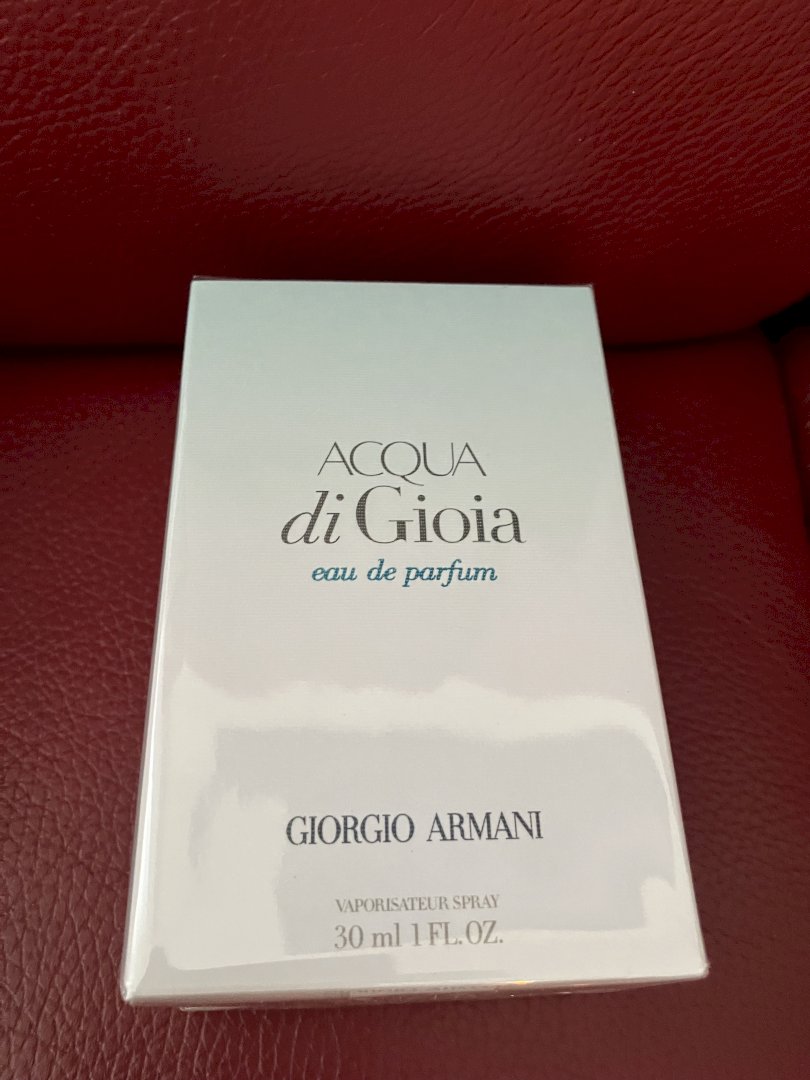 ACQUA
di Gioia
eau de parfum
GIORGIO ARMANI
VAPORISATEUR SPRAY
30 ml 1 FL.OZ.